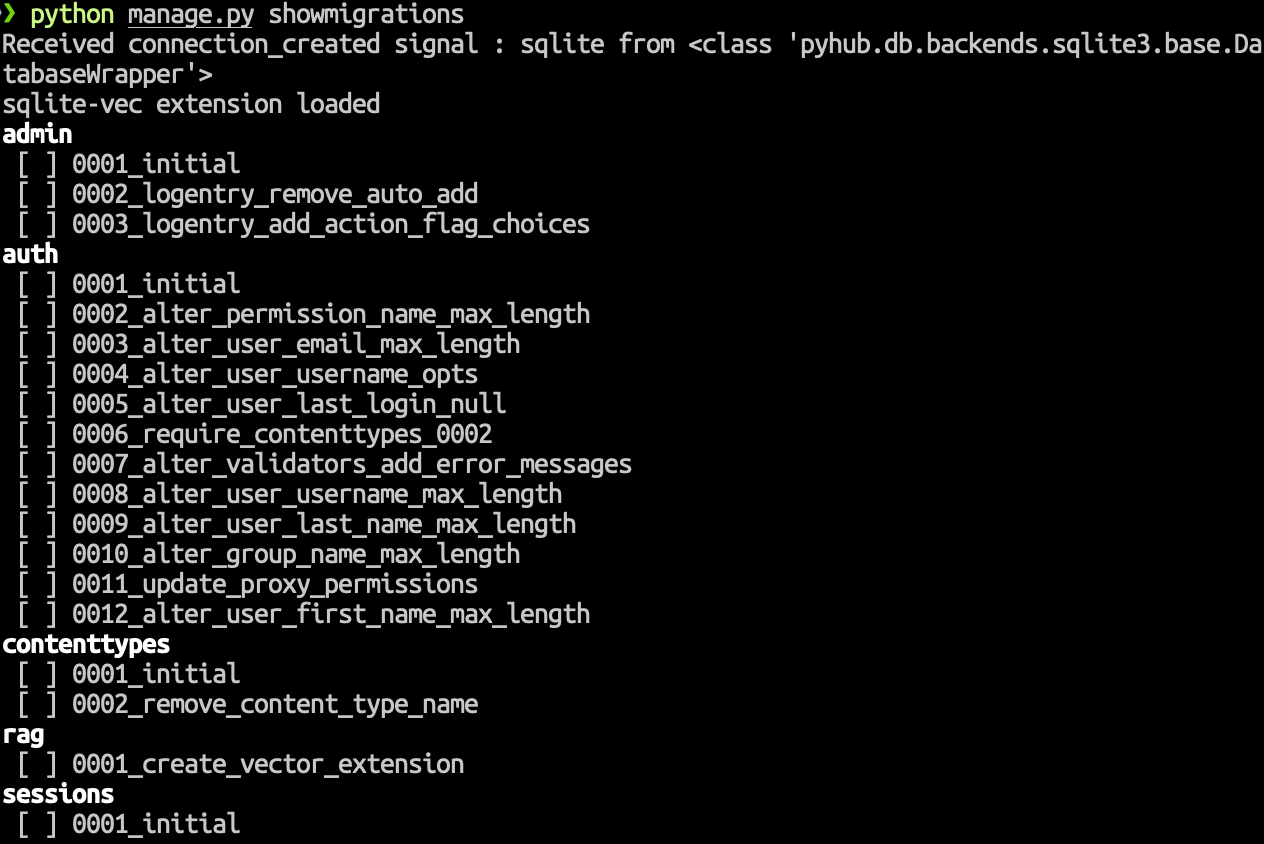 ❯ python manage.py showmigrations
Received connection_created signal : sqlite from <class 'pyhub.db.backends.sqlite3.base.Da
tabaseWrapper'>
sqlite-vec extension loaded
admin
 [ ] 0001_initial
 [ ] 0002_logentry_remove_auto_add
 [ ] 0003_logentry_add_action_flag_choices
auth
 [ ] 0001_initial
 [ ] 0002_alter_permission_name_max_length
 [ ] 0003_alter_user_email_max_length
 [ ] 0004_alter_user_username_opts
 [ ] 0005_alter_user_last_login_null
 [ ] 0006_require_contenttypes_0002
 [ ] 0007_alter_validators_add_error_messages
 [ ] 0008_alter_user_username_max_length
 [ ] 0009_alter_user_last_name_max_length
 [ ] 0010_alter_group_name_max_length
 [ ] 0011_update_proxy_permissions
 [ ] 0012_alter_user_first_name_max_length
contenttypes
 [ ] 0001_initial
 [ ] 0002_remove_content_type_name
rag
 [ ] 0001_create_vector_extension
sessions
 [ ] 0001_initial